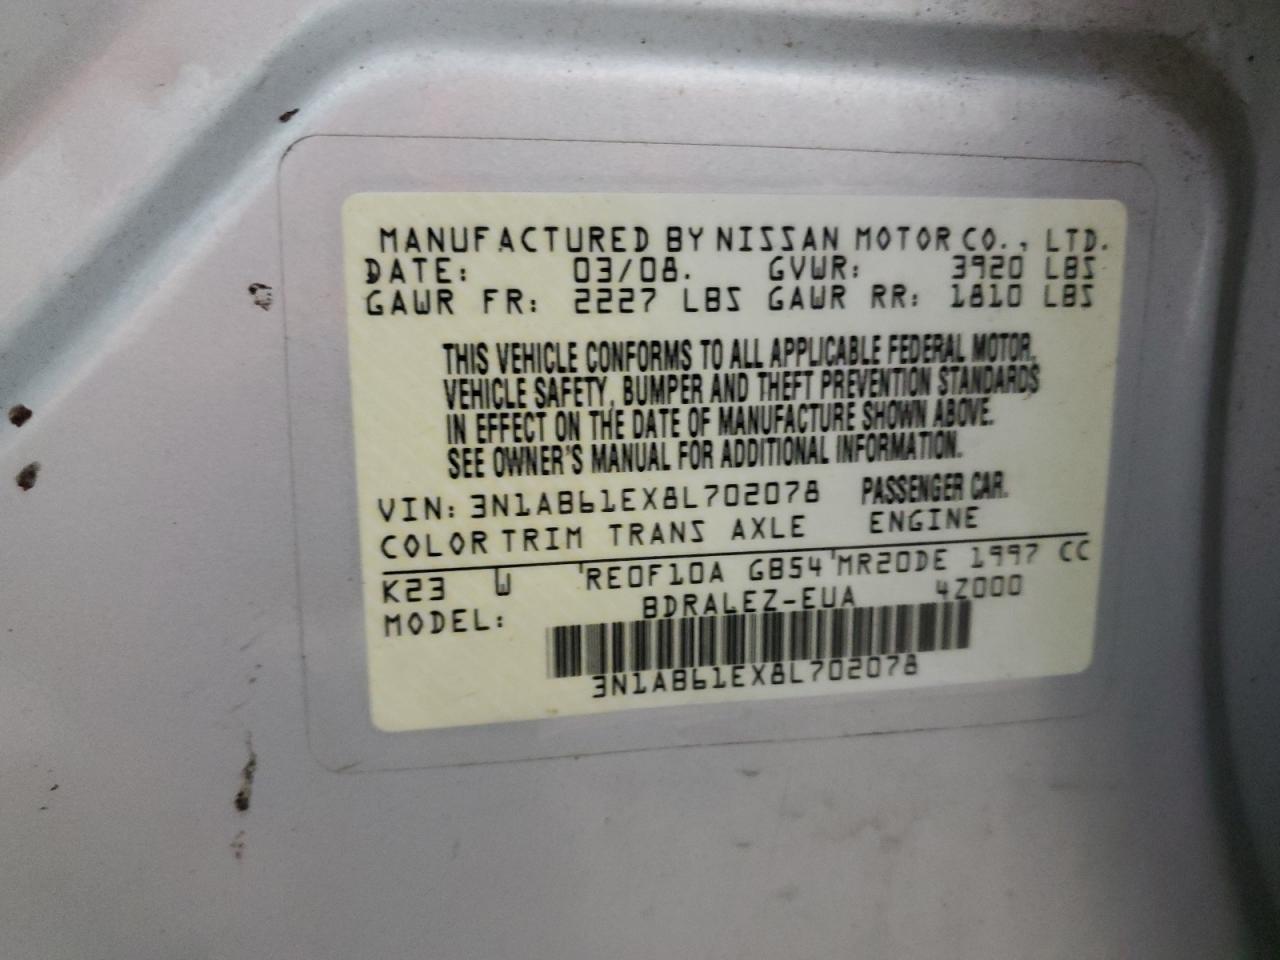 MANUFACTURED BY NISSAN MOTOR CO., LTD.
DATE: 03/08. GVWR: 3920 LBS
GAWR FR: 2227 LBS GAWR RR: 1810 LBS
THIS VEHICLE CONFORMS TO ALL APPLICABLE FEDERAL MOTOR
VEHICLE SAFETY, BUMPER AND THEFT PREVENTION STANDARDS
IN EFFECT ON THE DATE OF MANUFACTURE SHOWN ABOVE.
SEE OWNER'S MANUAL FOR ADDITIONAL INFORMATION.
VIN: 3N1AB61EX8L702078 PASSENGER CAR.
COLOR TRIM TRANS AXLE ENGINE
K23 W RE0F10A GB54 MR20DE 1997 CC
MODEL: BDRALEZ-EUA 4Z000
3N1AB61EX8L702078